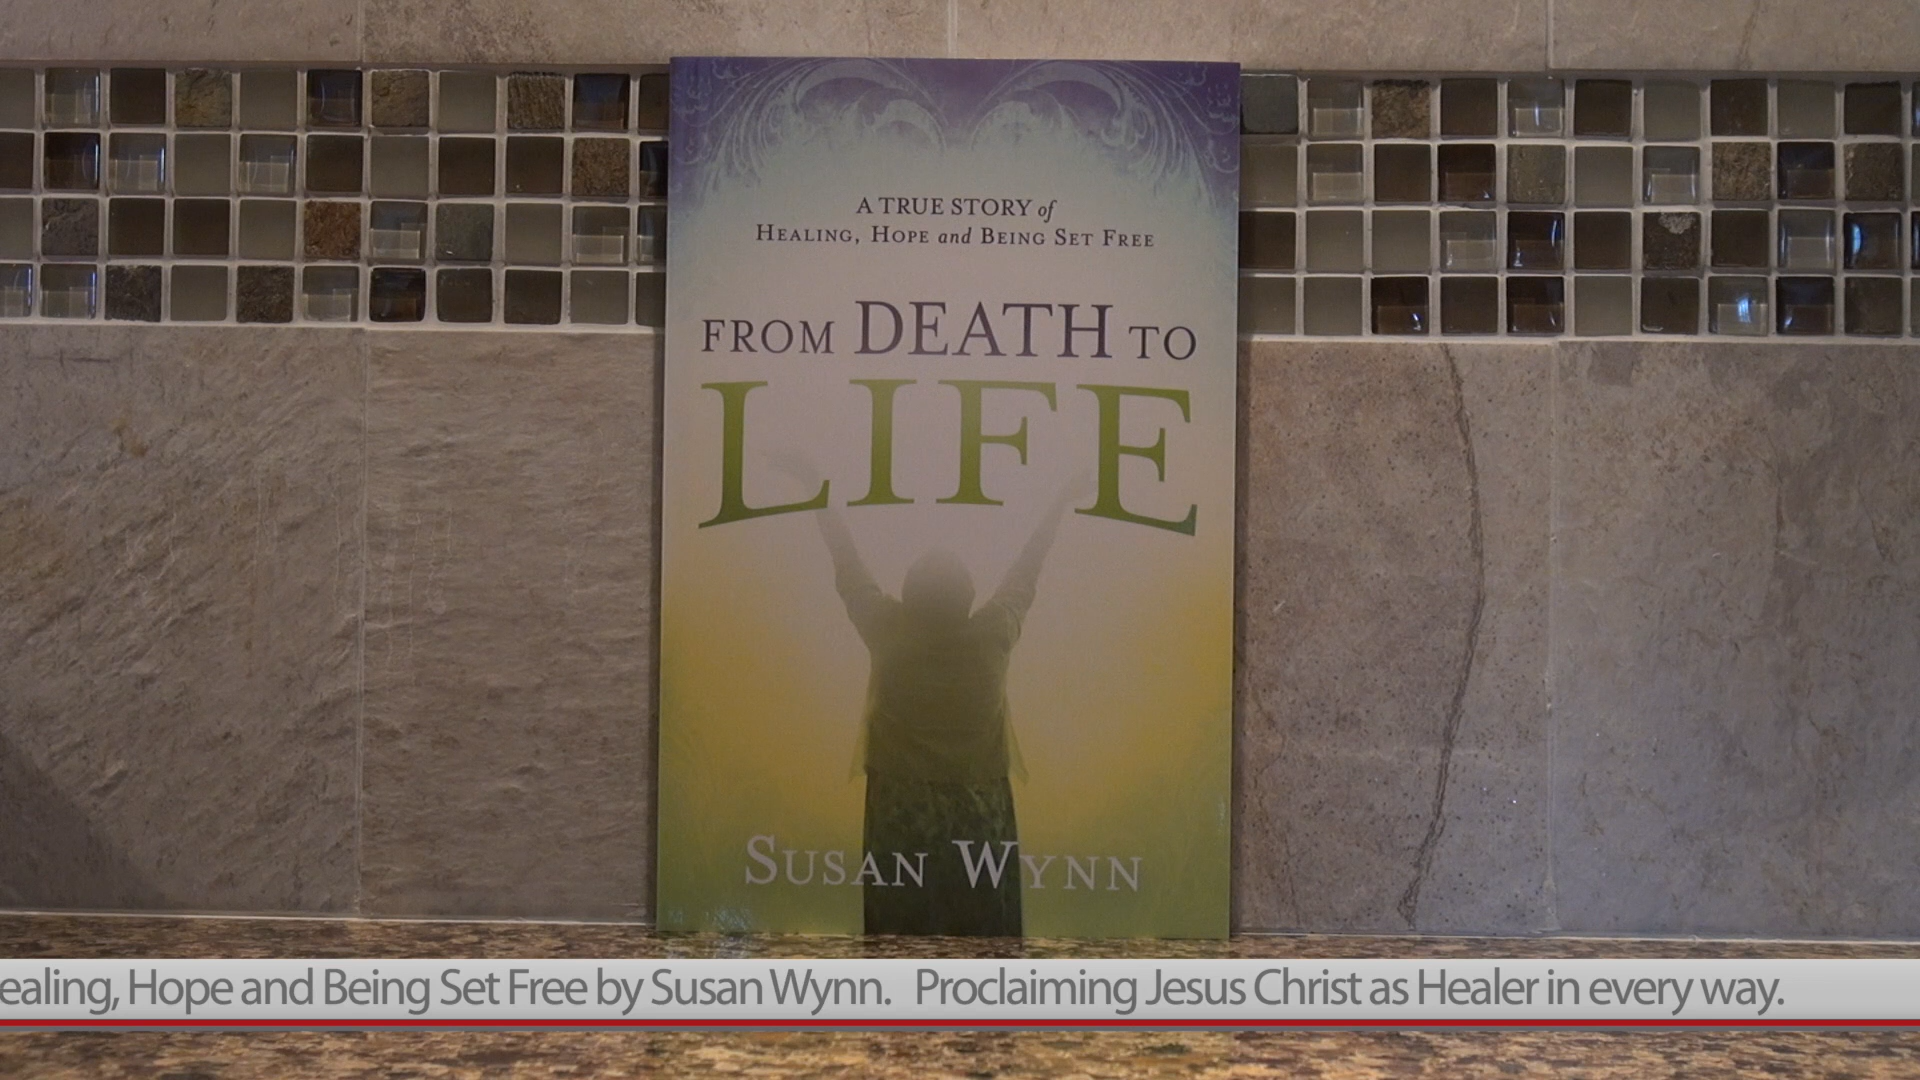 A TRUE STORY of
HEALING, HOPE and BEING SET FREE
FROM DEATH TO
LIFE
SUSAN WYNN
ealing, Hope and Being Set Free by Susan Wynn. Proclaiming Jesus Christ as Healer in every way.